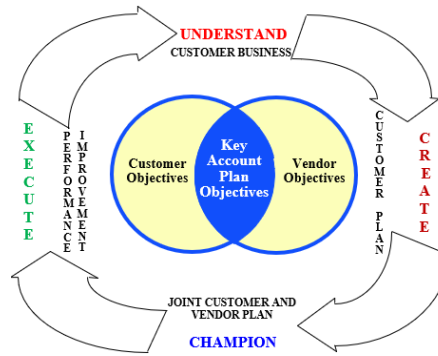 UNDERSTAND
CUSTOMER BUSINESS
EXECUTE
PERFORMANCE
IMPROVEMENT
Customer
Objectives
Key
Account
Plan
Objectives
Vendor
Objectives
CUSTOMER PLAN
CREATE
JOINT CUSTOMER AND
VENDOR PLAN
CHAMPION